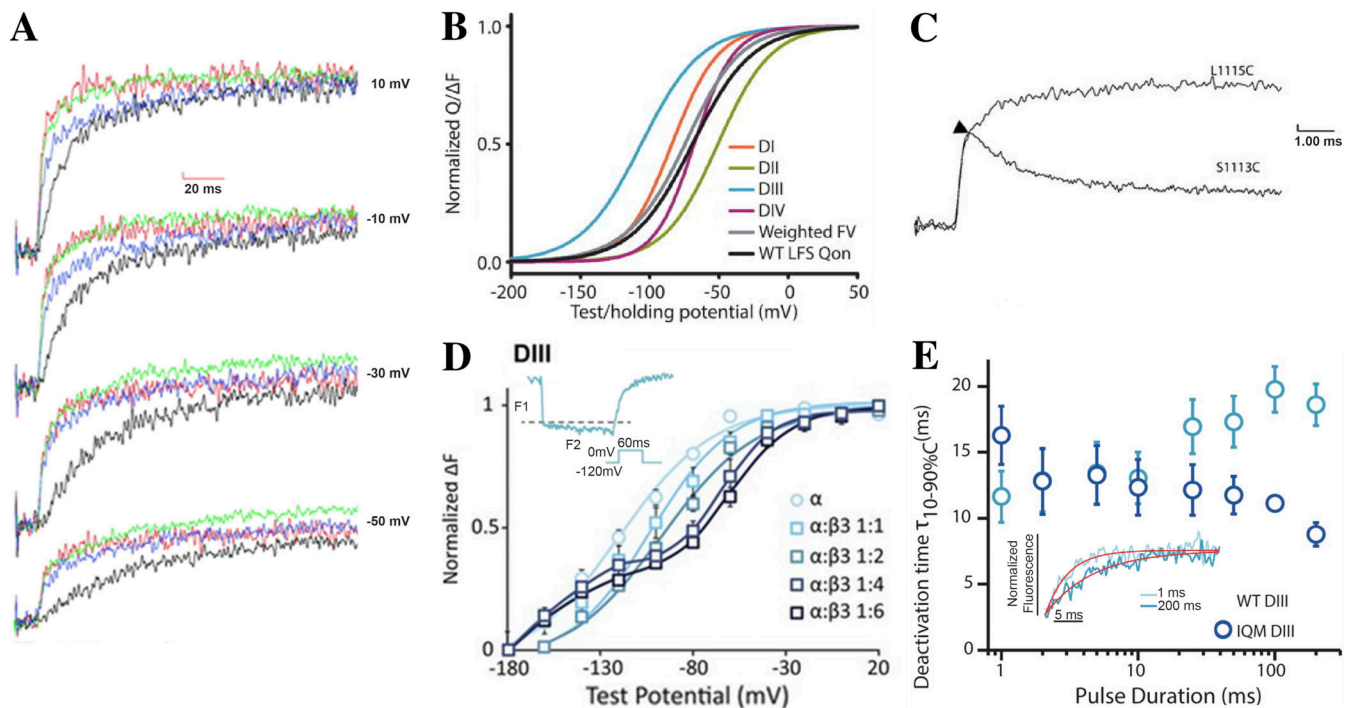 A
10 mV
20 ms
-10 mV
-30 mV
-50 mV
B
Normalized Q/ΔF
1.0
0.5
0.0
DI
DII
DIII
DIV
Weighted FV
WT LFS Qon
-200
-150
-100
-50
0
50
Test/holding potential (mV)
C
L1115C
1.00 ms
S1113C
D
DIII
Normalized ΔF
1
0.5
0
F1
F2
60ms
0mV
-120mV
α
α:β3 1:1
α:β3 1:2
α:β3 1:4
α:β3 1:6
-180
-130
-80
-30
20
Test Potential (mV)
E
Deactivation time τ10-90%C(ms)
20
15
10
5
0
Normalized
Fluorescence
5 ms
1 ms
200 ms
WT DIII
IQM DIII
1
10
100
Pulse Duration (ms)